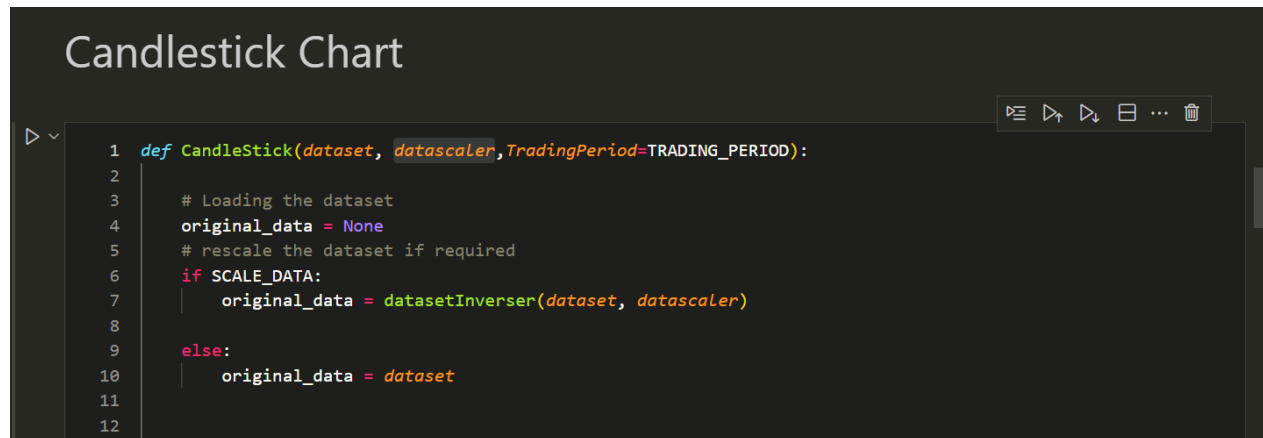 Candlestick Chart
1 def CandleStick(dataset, datascaler,TradingPeriod=TRADING_PERIOD):
2
3     # Loading the dataset
4     original_data = None
5     # rescale the dataset if required
6     if SCALE_DATA:
7         original_data = datasetInverser(dataset, datascaler)
8
9     else:
10         original_data = dataset
11
12